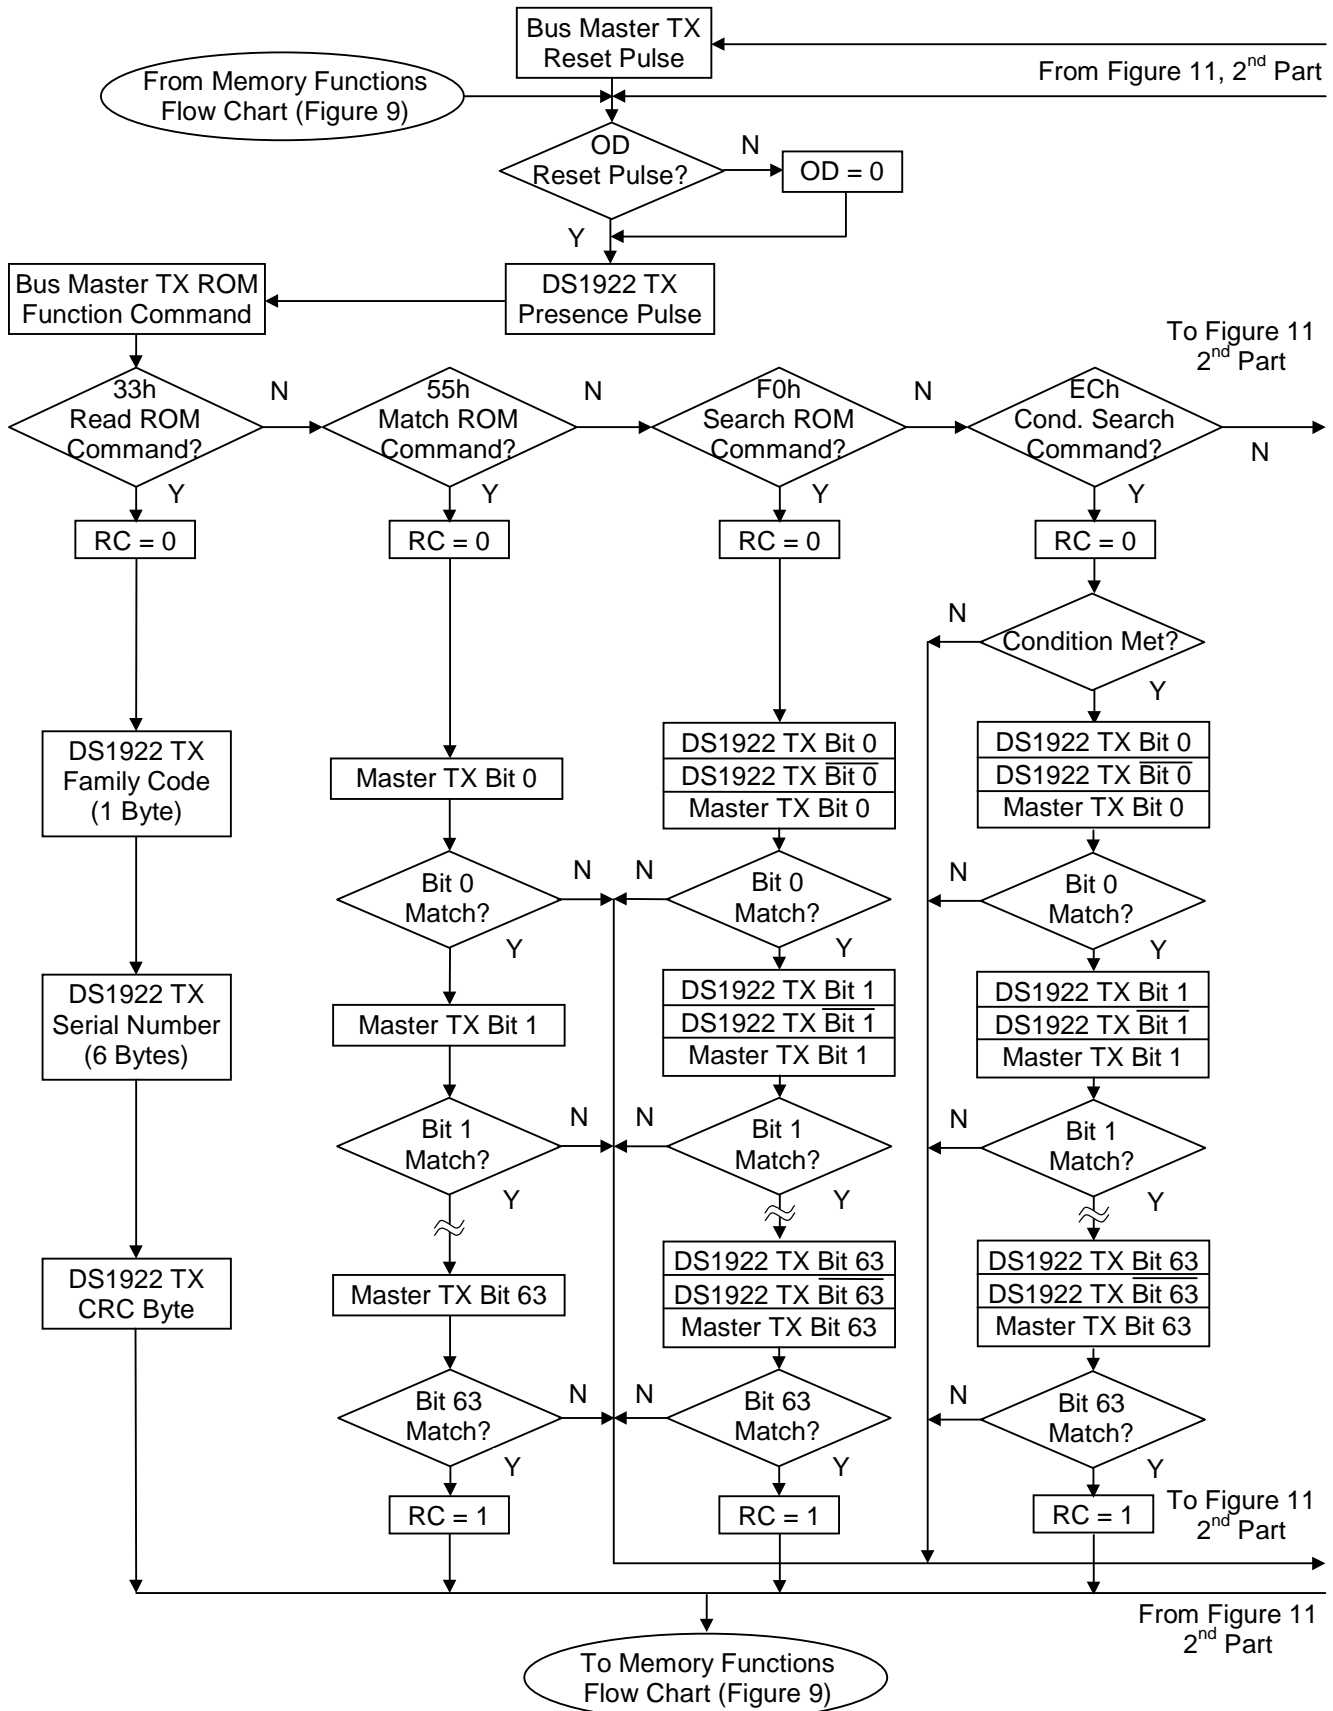 Bus Master TX
Reset Pulse
From Figure 11, 2nd Part
From Memory Functions
Flow Chart (Figure 9)
OD
Reset Pulse?
N
OD = 0
Y
Bus Master TX ROM
Function Command
DS1922 TX
Presence Pulse
To Figure 11
2nd Part
33h
Read ROM
Command?
N
55h
Match ROM
Command?
N
F0h
Search ROM
Command?
N
ECh
Cond. Search
Command?
N
Y
Y
Y
Y
RC = 0
RC = 0
RC = 0
RC = 0
N
Condition Met?
Y
DS1922 TX
Family Code
(1 Byte)
Master TX Bit 0
DS1922 TX Bit 0
DS1922 TX B̅i̅t̅ ̅0̅
Master TX Bit 0
DS1922 TX Bit 0
DS1922 TX B̅i̅t̅ ̅0̅
Master TX Bit 0
Bit 0
Match?
N
N
Bit 0
Match?
N
Bit 0
Match?
Y
Y
Y
DS1922 TX
Serial Number
(6 Bytes)
Master TX Bit 1
DS1922 TX Bit 1
DS1922 TX B̅i̅t̅ ̅1̅
Master TX Bit 1
DS1922 TX Bit 1
DS1922 TX B̅i̅t̅ ̅1̅
Master TX Bit 1
Bit 1
Match?
N
N
Bit 1
Match?
N
Bit 1
Match?
Y
Y
Y
DS1922 TX
CRC Byte
Master TX Bit 63
DS1922 TX Bit 63
DS1922 TX B̅i̅t̅ ̅6̅3̅
Master TX Bit 63
DS1922 TX Bit 63
DS1922 TX B̅i̅t̅ ̅6̅3̅
Master TX Bit 63
Bit 63
Match?
N
N
Bit 63
Match?
N
Bit 63
Match?
Y
Y
Y
RC = 1
RC = 1
RC = 1
To Figure 11
2nd Part
From Figure 11
2nd Part
To Memory Functions
Flow Chart (Figure 9)